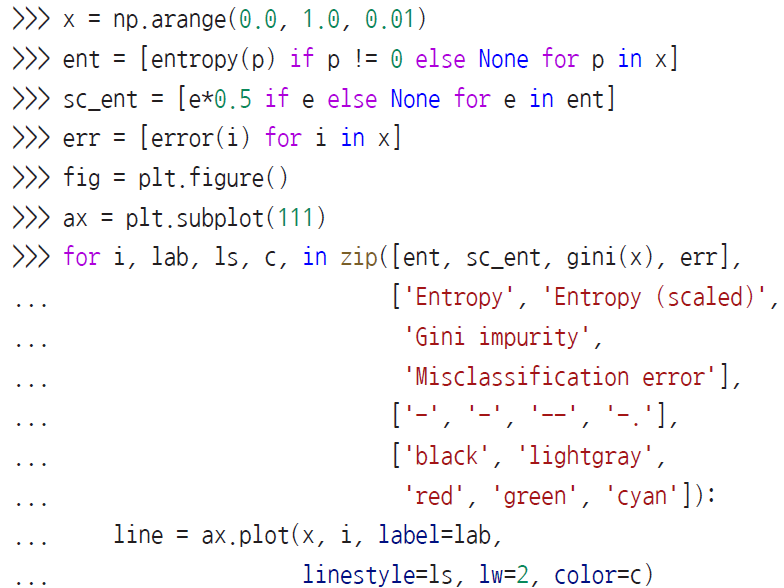 >>> x = np.arange(0.0, 1.0, 0.01)
>>> ent = [entropy(p) if p != 0 else None for p in x]
>>> sc_ent = [e*0.5 if e else None for e in ent]
>>> err = [error(i) for i in x]
>>> fig = plt.figure()
>>> ax = plt.subplot(111)
>>> for i, lab, ls, c, in zip([ent, sc_ent, gini(x), err],
...                           ['Entropy', 'Entropy (scaled)',
...                            'Gini impurity',
...                            'Misclassification error'],
...                           ['-', '-', '--', '-.'],
...                           ['black', 'lightgray',
...                            'red', 'green', 'cyan']):
...     line = ax.plot(x, i, label=lab,
...                    linestyle=ls, lw=2, color=c)